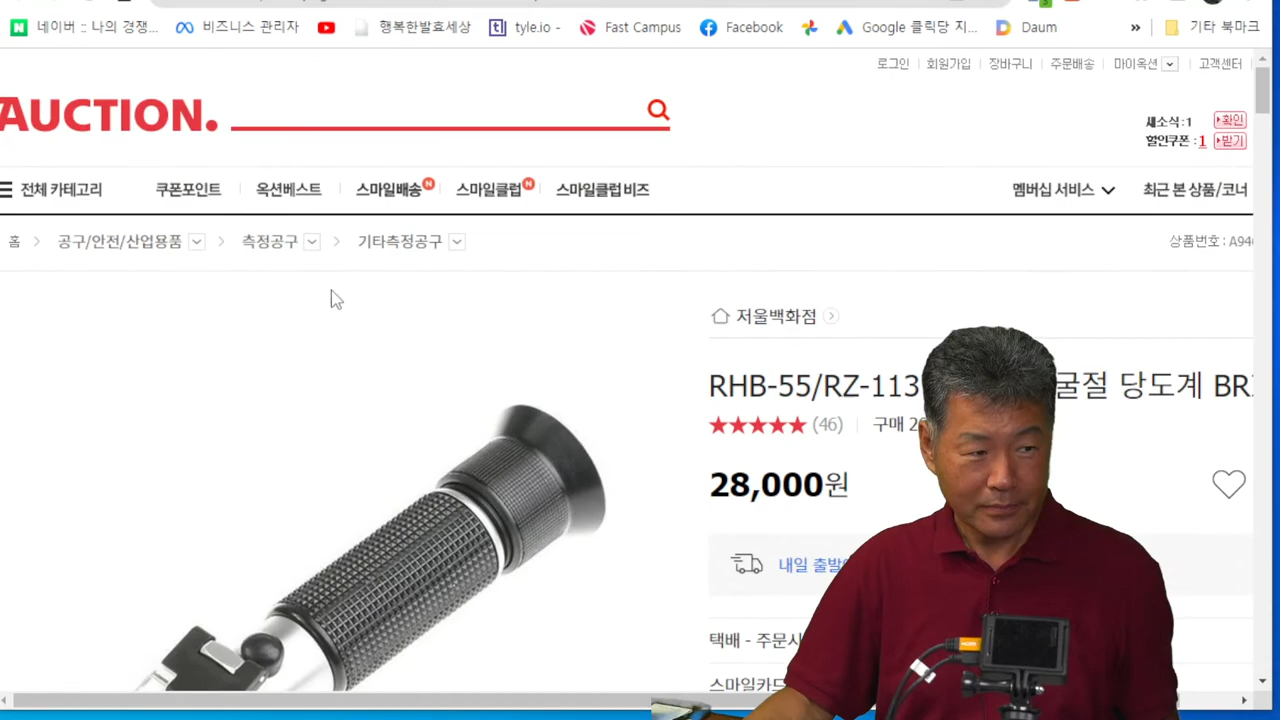 네이버 :: 나의 경쟁... 비즈니스 관리자 행복한발효세상 tyle.io - Fast Campus Facebook Google 클릭당 지... Daum » 기타 북마크
로그인 회원가입 장바구니 주문배송 마이옥션 고객센터
AUCTION.
새소식 : 1 확인
할인쿠폰 : 1 받기
전체 카테고리 쿠폰포인트 옥션베스트 스마일배송 N 스마일클럽 N 스마일클럽 비즈 멤버십 서비스 최근 본 상품/코너
홈 > 공구/안전/산업용품 > 측정공구 > 기타측정공구 상품번호 : A94
저울백화점
RHB-55/RZ-113 굴절 당도계
(46) 구매
28,000원
내일 출발
택배 - 주문시
스마일카드